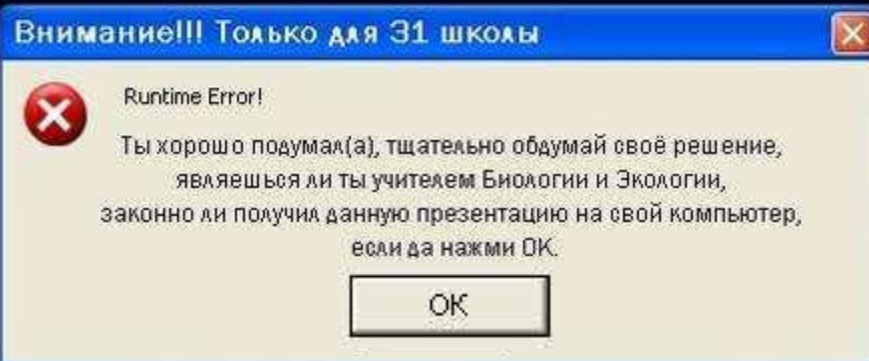 Внимание!!! Только для 31 школы
Runtime Error!
Ты хорошо подумал(а), тщательно обдумай своё решение,
являешься ли ты учителем Биологии и Экологии,
законно ли получил данную презентацию на свой компьютер,
если да нажми ОК.
ОК